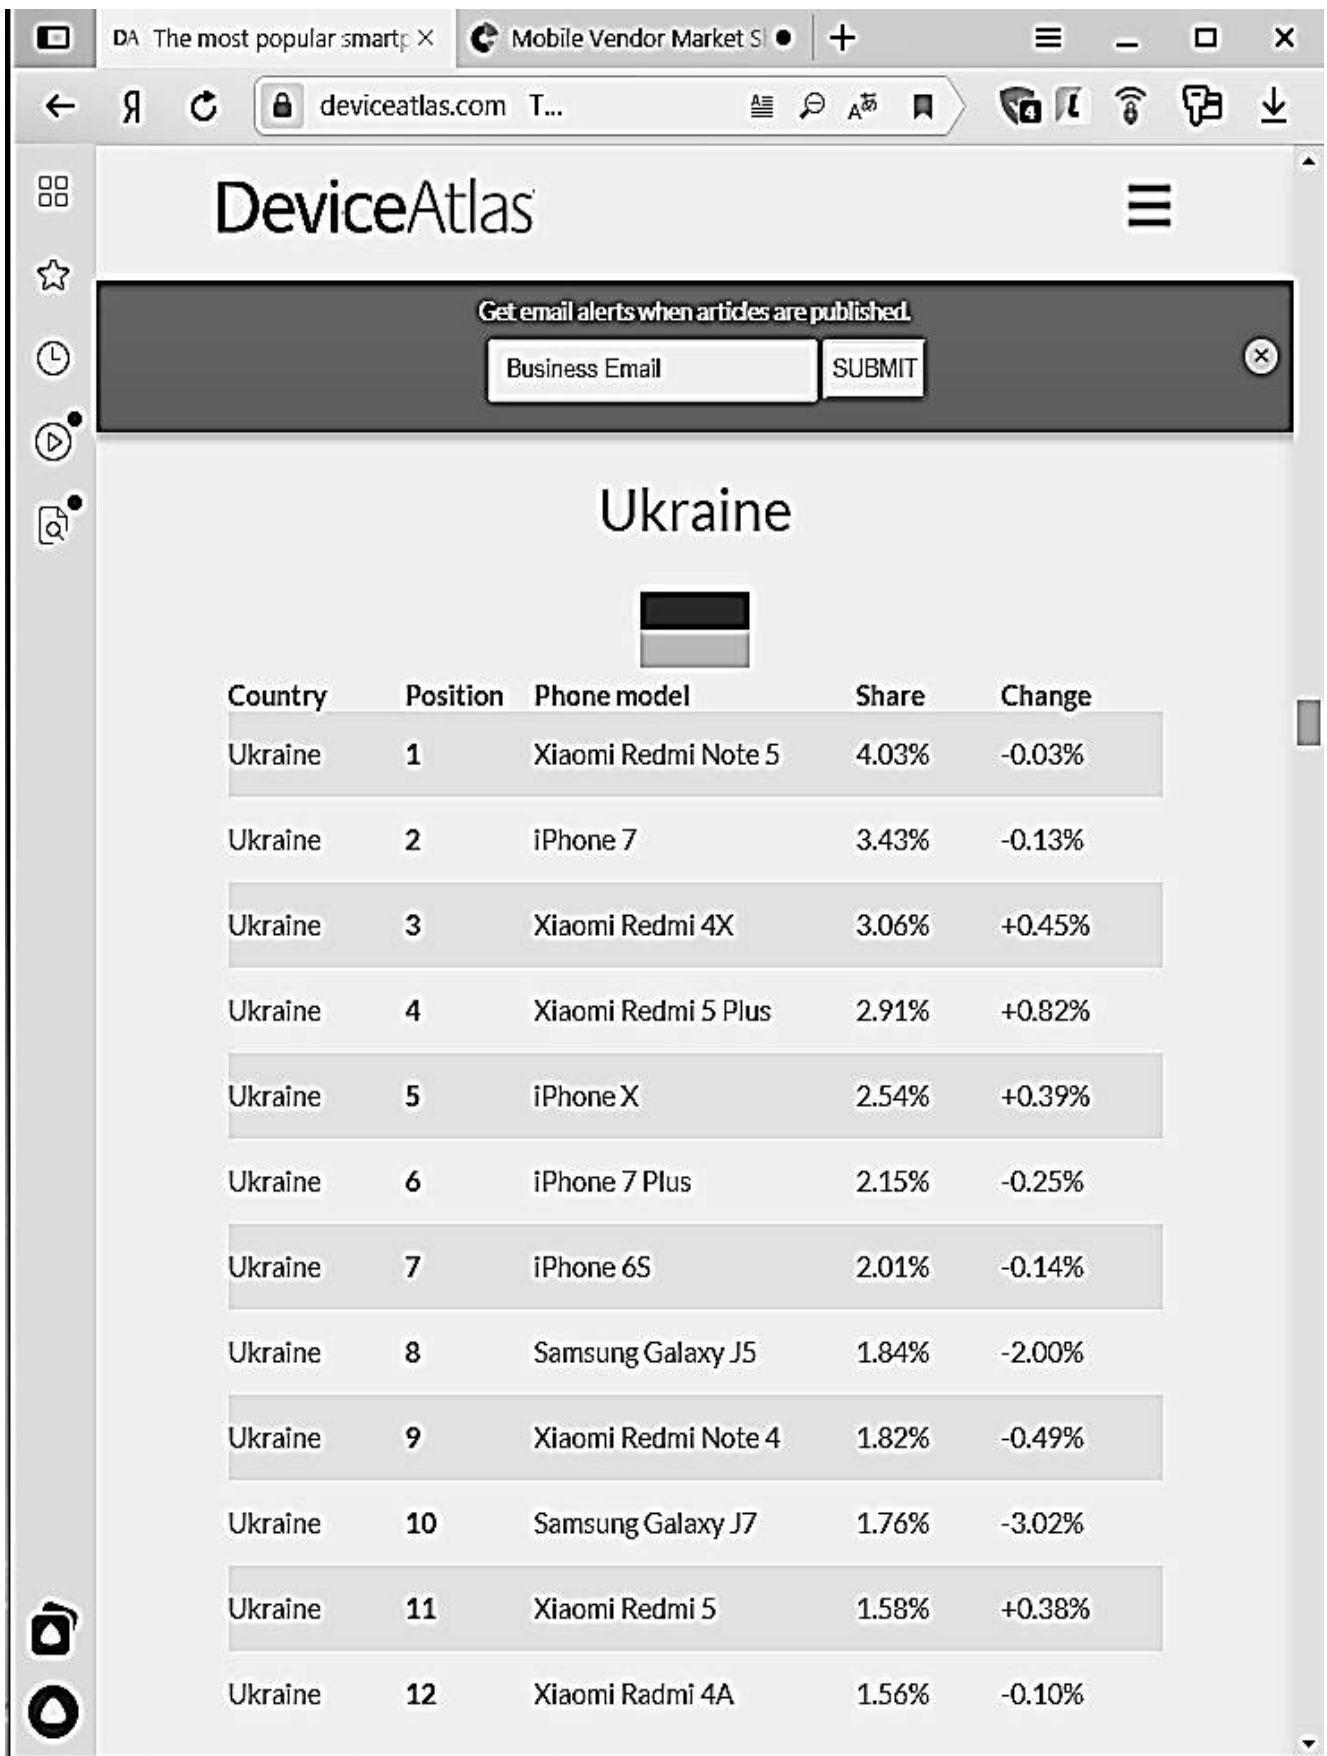 DA The most popular smartp
Mobile Vendor Market S
Я deviceatlas.com T...
4
DeviceAtlas
Get email alerts when articles are published.
Business Email SUBMIT
Ukraine
Country Position Phone model Share Change
Ukraine 1 Xiaomi Redmi Note 5 4.03% -0.03%
Ukraine 2 iPhone 7 3.43% -0.13%
Ukraine 3 Xiaomi Redmi 4X 3.06% +0.45%
Ukraine 4 Xiaomi Redmi 5 Plus 2.91% +0.82%
Ukraine 5 iPhone X 2.54% +0.39%
Ukraine 6 iPhone 7 Plus 2.15% -0.25%
Ukraine 7 iPhone 6S 2.01% -0.14%
Ukraine 8 Samsung Galaxy J5 1.84% -2.00%
Ukraine 9 Xiaomi Redmi Note 4 1.82% -0.49%
Ukraine 10 Samsung Galaxy J7 1.76% -3.02%
Ukraine 11 Xiaomi Redmi 5 1.58% +0.38%
Ukraine 12 Xiaomi Radmi 4A 1.56% -0.10%